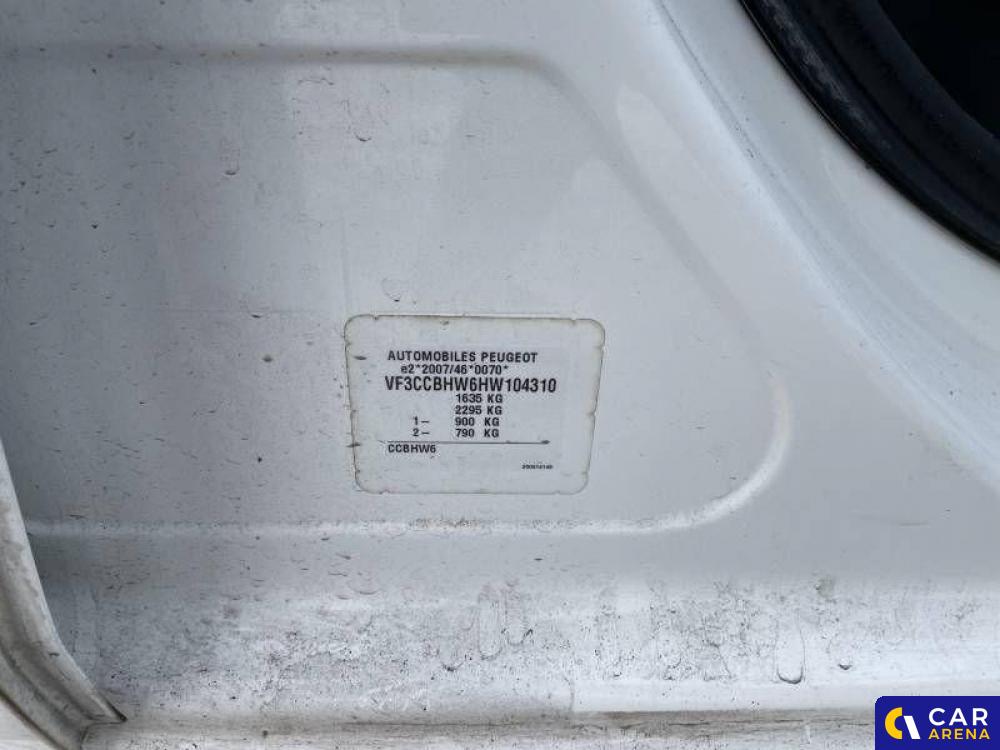 AUTOMOBILES PEUGEOT
e2*2007/46*0070*
VF3CCBHW6HW104310
1635 KG
2295 KG
1- 900 KG
2- 790 KG
CCBHW6
CAR
ARENA